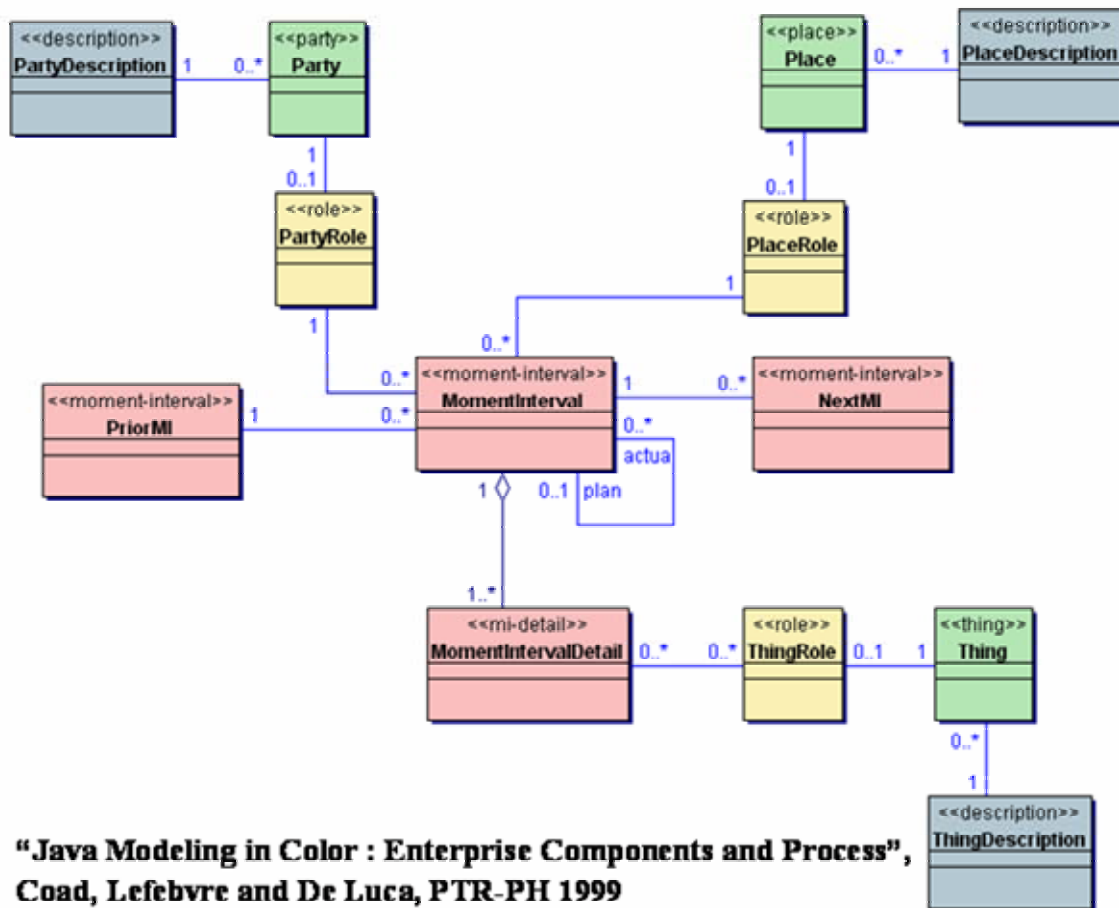 <<description>>
PartyDescription
1
0..*
<<party>>
Party
<<place>>
Place
0..*
1
<<description>>
PlaceDescription
1
0..1
1
0..1
<<role>>
PartyRole
<<role>>
PlaceRole
1
1
0..*
0..*
<<moment-interval>>
PriorMI
1
0..*
<<moment-interval>>
MomentInterval
1
0..*
<<moment-interval>>
NextMI
0..*
actua
0..1
plan
1
1..*
<<mi-detail>>
MomentIntervalDetail
0..*
0..*
<<role>>
ThingRole
0..1
1
<<thing>>
Thing
0..*
1
<<description>>
ThingDescription
“Java Modeling in Color : Enterprise Components and Process”,
Coad, Lefebvre and De Luca, PTR-PH 1999